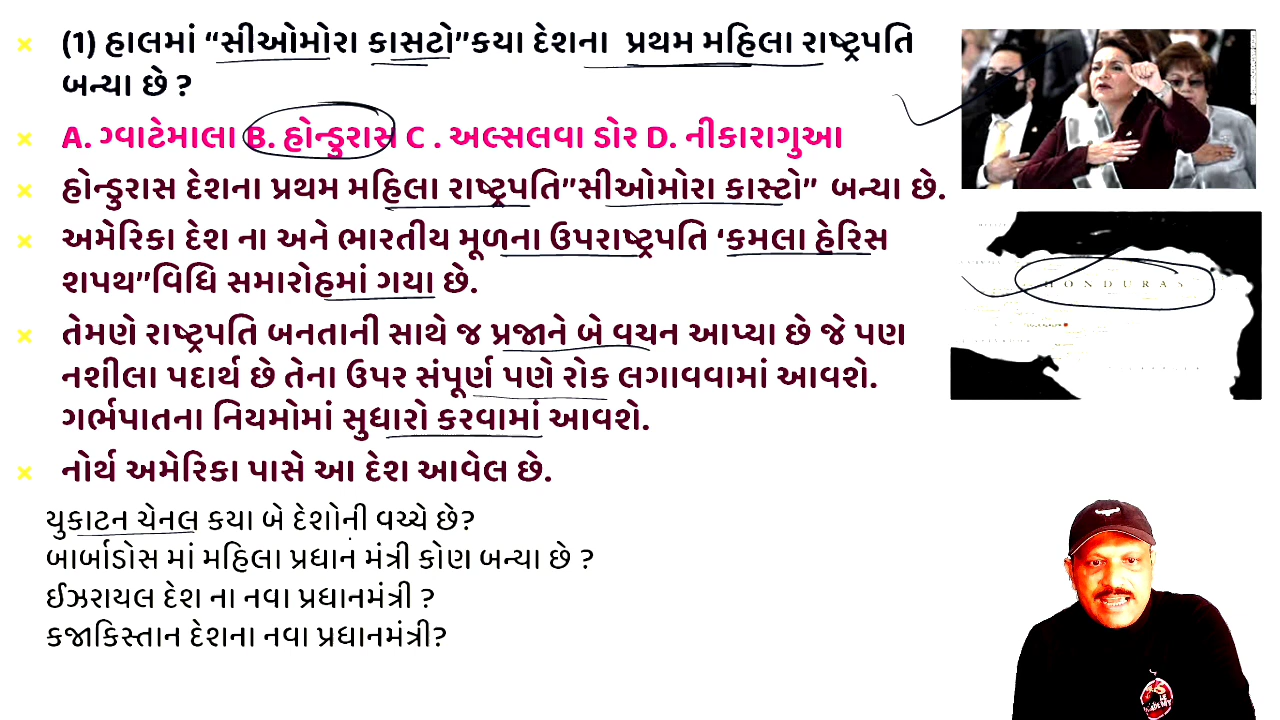 (1) હાલમાં “સીઓમોરા કાસટો”કયા દેશના પ્રથમ મહિલા રાષ્ટ્રપતિ
બન્યા છે ?
A. ગ્વાટેમાલા B. હોન્ડુરાસ C . અલ્સલવા ડોર D. નીકારાગુઆ
હોન્ડુરાસ દેશના પ્રથમ મહિલા રાષ્ટ્રપતિ”સીઓમોરા કાસ્ટો” બન્યા છે.
અમેરિકા દેશ ના અને ભારતીય મૂળના ઉપરાષ્ટ્રપતિ ‘કમલા હેરિસ
શપથ”વિધિ સમારોહમાં ગયા છે.
તેમણે રાષ્ટ્રપતિ બનતાની સાથે જ પ્રજાને બે વચન આપ્યા છે જે પણ
નશીલા પદાર્થ છે તેના ઉપર સંપૂર્ણ પણે રોક લગાવવામાં આવશે.
ગર્ભપાતના નિયમોમાં સુધારો કરવામાં આવશે.
નોર્થ અમેરિકા પાસે આ દેશ આવેલ છે.
યુકાટન ચેનલ કયા બે દેશોની વચ્ચે છે?
બાર્બાડોસ માં મહિલા પ્રધાન મંત્રી કોણ બન્યા છે ?
ઈઝરાયલ દેશ ના નવા પ્રધાનમંત્રી ?
કજાકિસ્તાન દેશના નવા પ્રધાનમંત્રી?
HONDURAS